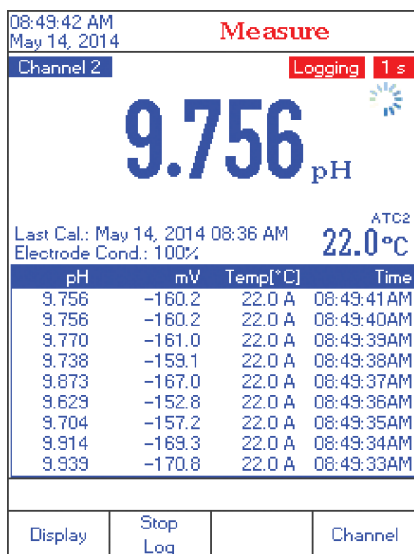 08:49:42 AM
May 14, 2014
Measure
Channel 2
Logging 1 s
9.756 pH
ATC2
22.0°C
Last Cal.: May 14, 2014 08:36 AM
Electrode Cond.: 100%
pH mV Temp[°C] Time
9.756 -160.2 22.0 A 08:49:41AM
9.756 -160.2 22.0 A 08:49:40AM
9.770 -161.0 22.0 A 08:49:39AM
9.738 -159.1 22.0 A 08:49:38AM
9.873 -167.0 22.0 A 08:49:37AM
9.629 -152.8 22.0 A 08:49:36AM
9.704 -157.2 22.0 A 08:49:35AM
9.914 -169.3 22.0 A 08:49:34AM
9.939 -170.8 22.0 A 08:49:33AM
Display
Stop
Log
Channel